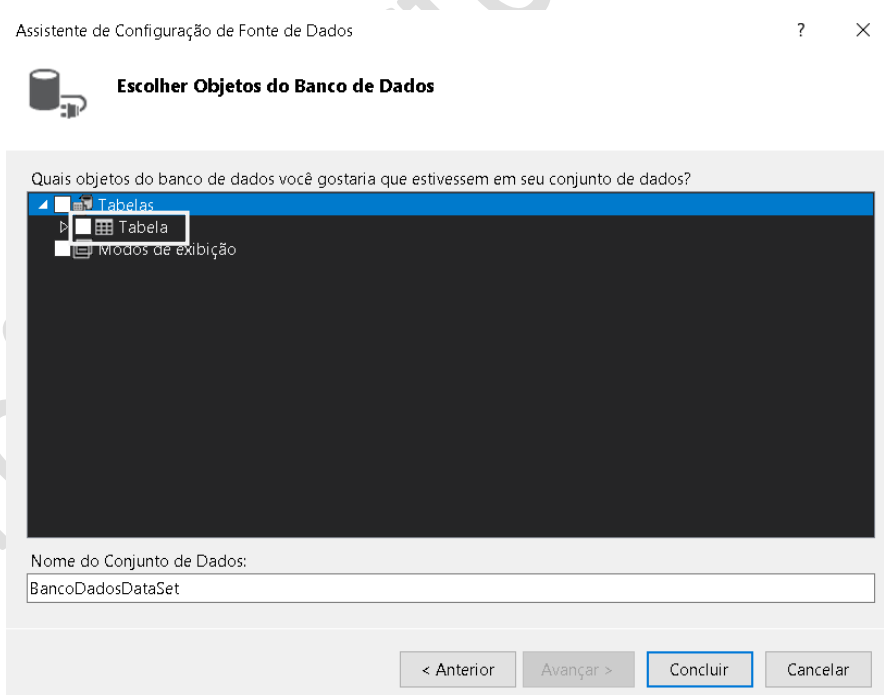 Assistente de Configuração de Fonte de Dados ? ×
Escolher Objetos do Banco de Dados
Quais objetos do banco de dados você gostaria que estivessem em seu conjunto de dados?
Tabelas
Tabela
Modos de exibição
Nome do Conjunto de Dados:
BancoDadosDataSet
< Anterior Avançar > Concluir Cancelar